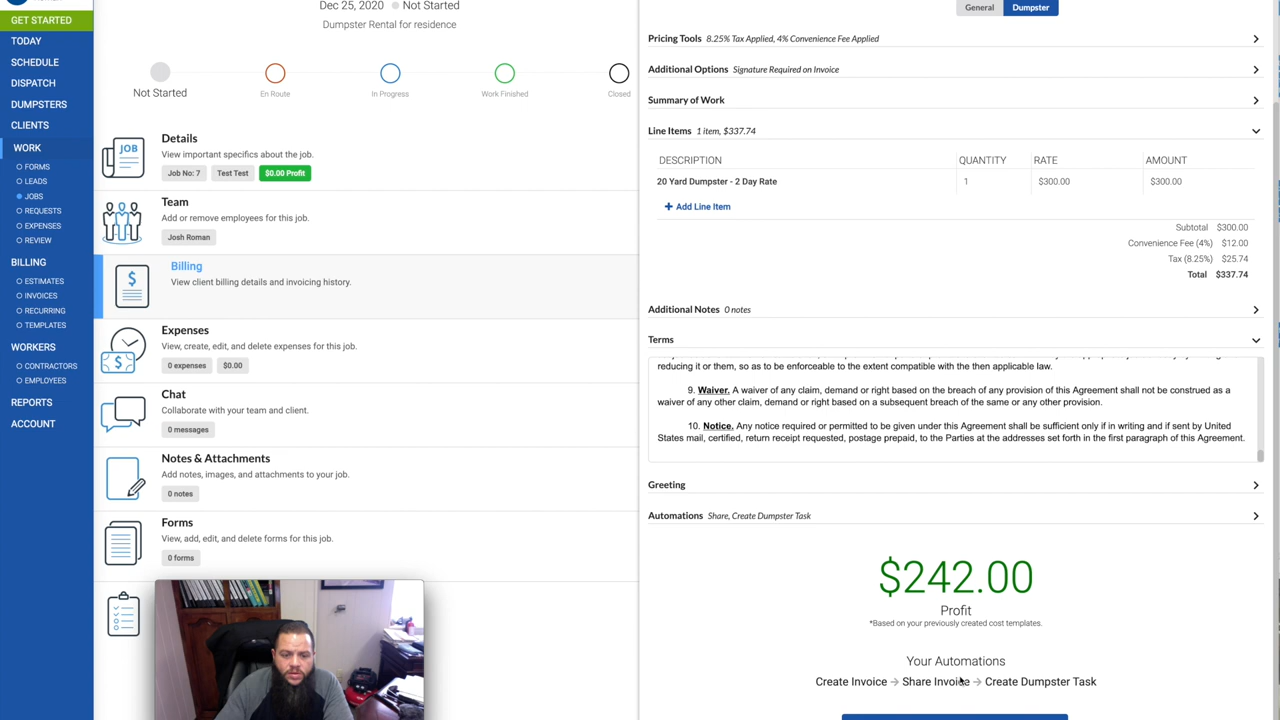 GET STARTED
TODAY
SCHEDULE
DISPATCH
DUMPSTERS
CLIENTS
WORK
FORMS
LEADS
JOBS
REQUESTS
EXPENSES
REVIEW
BILLING
ESTIMATES
INVOICES
RECURRING
TEMPLATES
WORKERS
CONTRACTORS
EMPLOYEES
REPORTS
ACCOUNT
Dec 25, 2020 Not Started
Dumpster Rental for residence
Not Started
En Route
In Progress
Work Finished
Closed
JOB
Details
View important specifics about the job.
Job No: 7 Test Test $0.00 Profit
Team
Add or remove employees for this job.
Josh Roman
$
Billing
View client billing details and invoicing history.
$
Expenses
View, create, edit, and delete expenses for this job.
0 expenses $0.00
Chat
Collaborate with your team and client.
0 messages
Notes & Attachments
Add notes, images, and attachments to your job.
0 notes
Forms
View, add, edit, and delete forms for this job.
0 forms
General Dumpster
Pricing Tools 8.25% Tax Applied, 4% Convenience Fee Applied
Additional Options Signature Required on Invoice
Summary of Work
Line Items 1 item, $337.74
DESCRIPTION QUANTITY RATE AMOUNT
20 Yard Dumpster - 2 Day Rate 1 $300.00 $300.00
+ Add Line Item
Subtotal $300.00
Convenience Fee (4%) $12.00
Tax (8.25%) $25.74
Total $337.74
Additional Notes 0 notes
Terms
reducing it or them, so as to be enforceable to the extent compatible with the then applicable law.
9. Waiver. A waiver of any claim, demand or right based on the breach of any provision of this Agreement shall not be construed as a
waiver of any other claim, demand or right based on a subsequent breach of the same or any other provision.
10. Notice. Any notice required or permitted to be given under this Agreement shall be sufficient only if in writing and if sent by United
States mail, certified, return receipt requested, postage prepaid, to the Parties at the addresses set forth in the first paragraph of this Agreement.
Greeting
Automations Share, Create Dumpster Task
$242.00
Profit
*Based on your previously created cost templates.
Your Automations
Create Invoice → Share Invoice → Create Dumpster Task